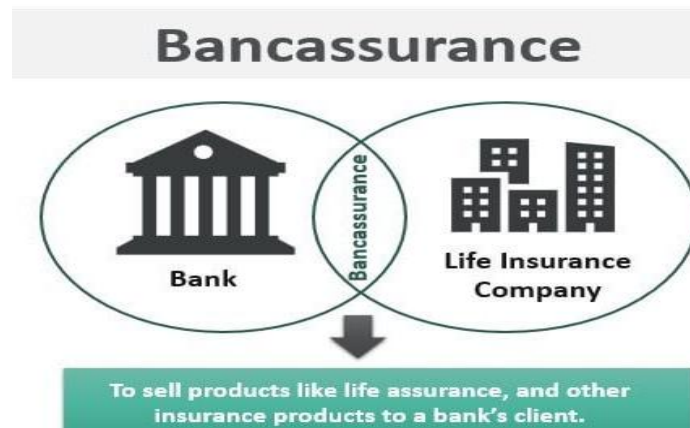 Bancassurance
Bank
Bancassurance
Life Insurance
Company
To sell products like life assurance, and other
insurance products to a bank's client.